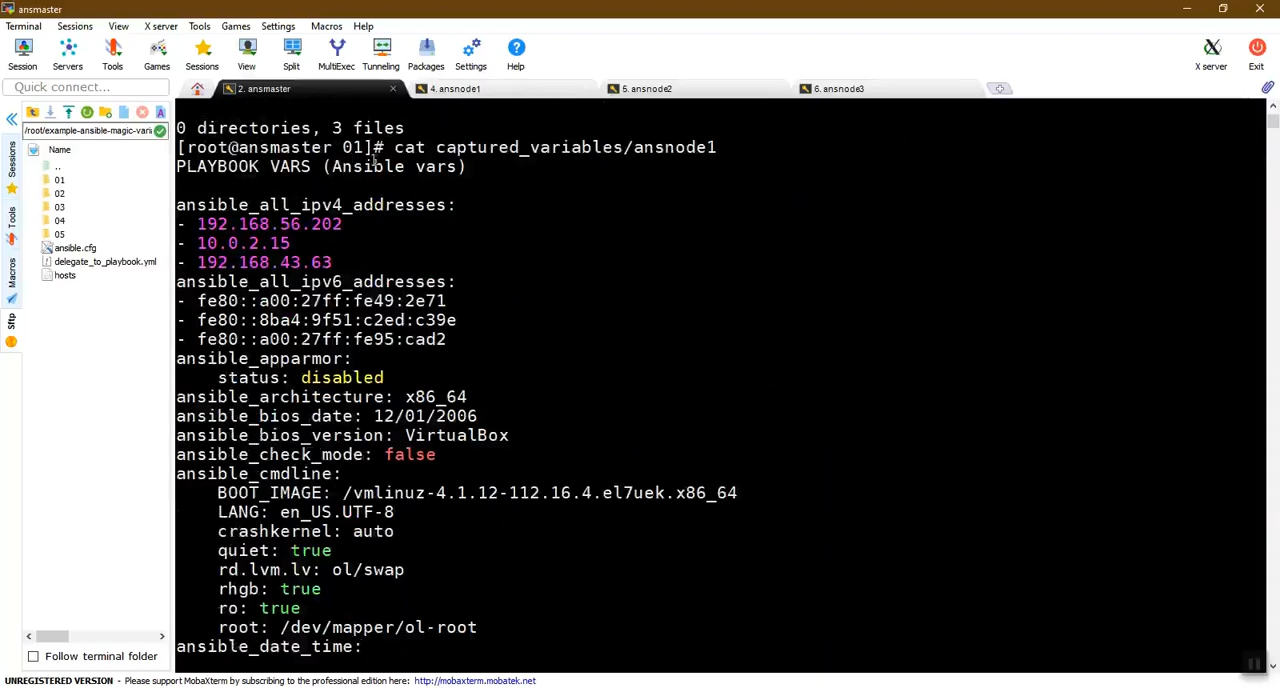 ansmaster
Terminal Sessions View X server Tools Games Settings Macros Help
Session Servers Tools Games Sessions View Split MultiExec Tunneling Packages Settings Help X server Exit
Quick connect...
2. ansmaster 4. ansnode1 5. ansnode2 6. ansnode3
/root/example-ansible-magic-vari
Name
..
01
02
03
04
05
ansible.cfg
delegate_to_playbook.yml
hosts
Sessions
Tools
Macros
Sftp
Follow terminal folder
0 directories, 3 files
[root@ansmaster 01]# cat captured_variables/ansnode1
PLAYBOOK VARS (Ansible vars)
ansible_all_ipv4_addresses:
- 192.168.56.202
- 10.0.2.15
- 192.168.43.63
ansible_all_ipv6_addresses:
- fe80::a00:27ff:fe49:2e71
- fe80::8ba4:9f51:c2ed:c39e
- fe80::a00:27ff:fe95:cad2
ansible_apparmor:
status: disabled
ansible_architecture: x86_64
ansible_bios_date: 12/01/2006
ansible_bios_version: VirtualBox
ansible_check_mode: false
ansible_cmdline:
BOOT_IMAGE: /vmlinuz-4.1.12-112.16.4.el7uek.x86_64
LANG: en_US.UTF-8
crashkernel: auto
quiet: true
rd.lvm.lv: ol/swap
rhgb: true
ro: true
root: /dev/mapper/ol-root
ansible_date_time:
UNREGISTERED VERSION - Please support MobaXterm by subscribing to the professional edition here: http://mobaxterm.mobatek.net